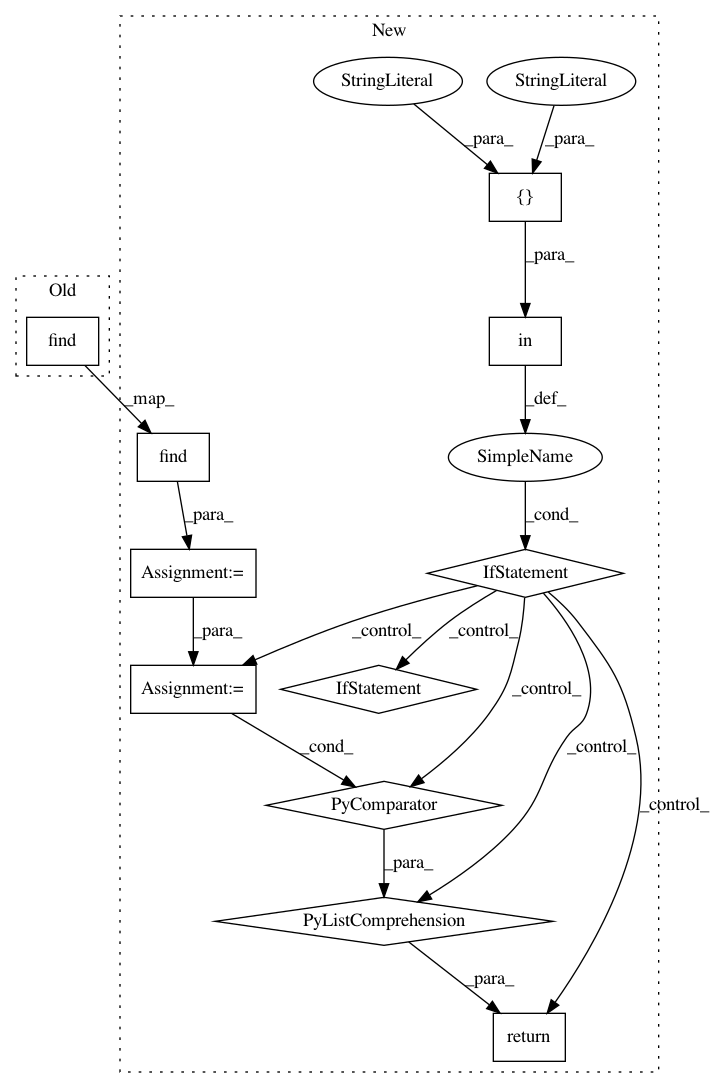 New
StringLiteral
StringLiteral
_para_
_para_
{}
Old
_para_
find
in
_map_
_def_
find
SimpleName
_para_
_cond_
Assignment:=
IfStatement
_para_
_control_
_control_
Assignment:=
IfStatement
_control_
_cond_
_control_
PyComparator
_control_
_para_
PyListComprehension
_para_
return